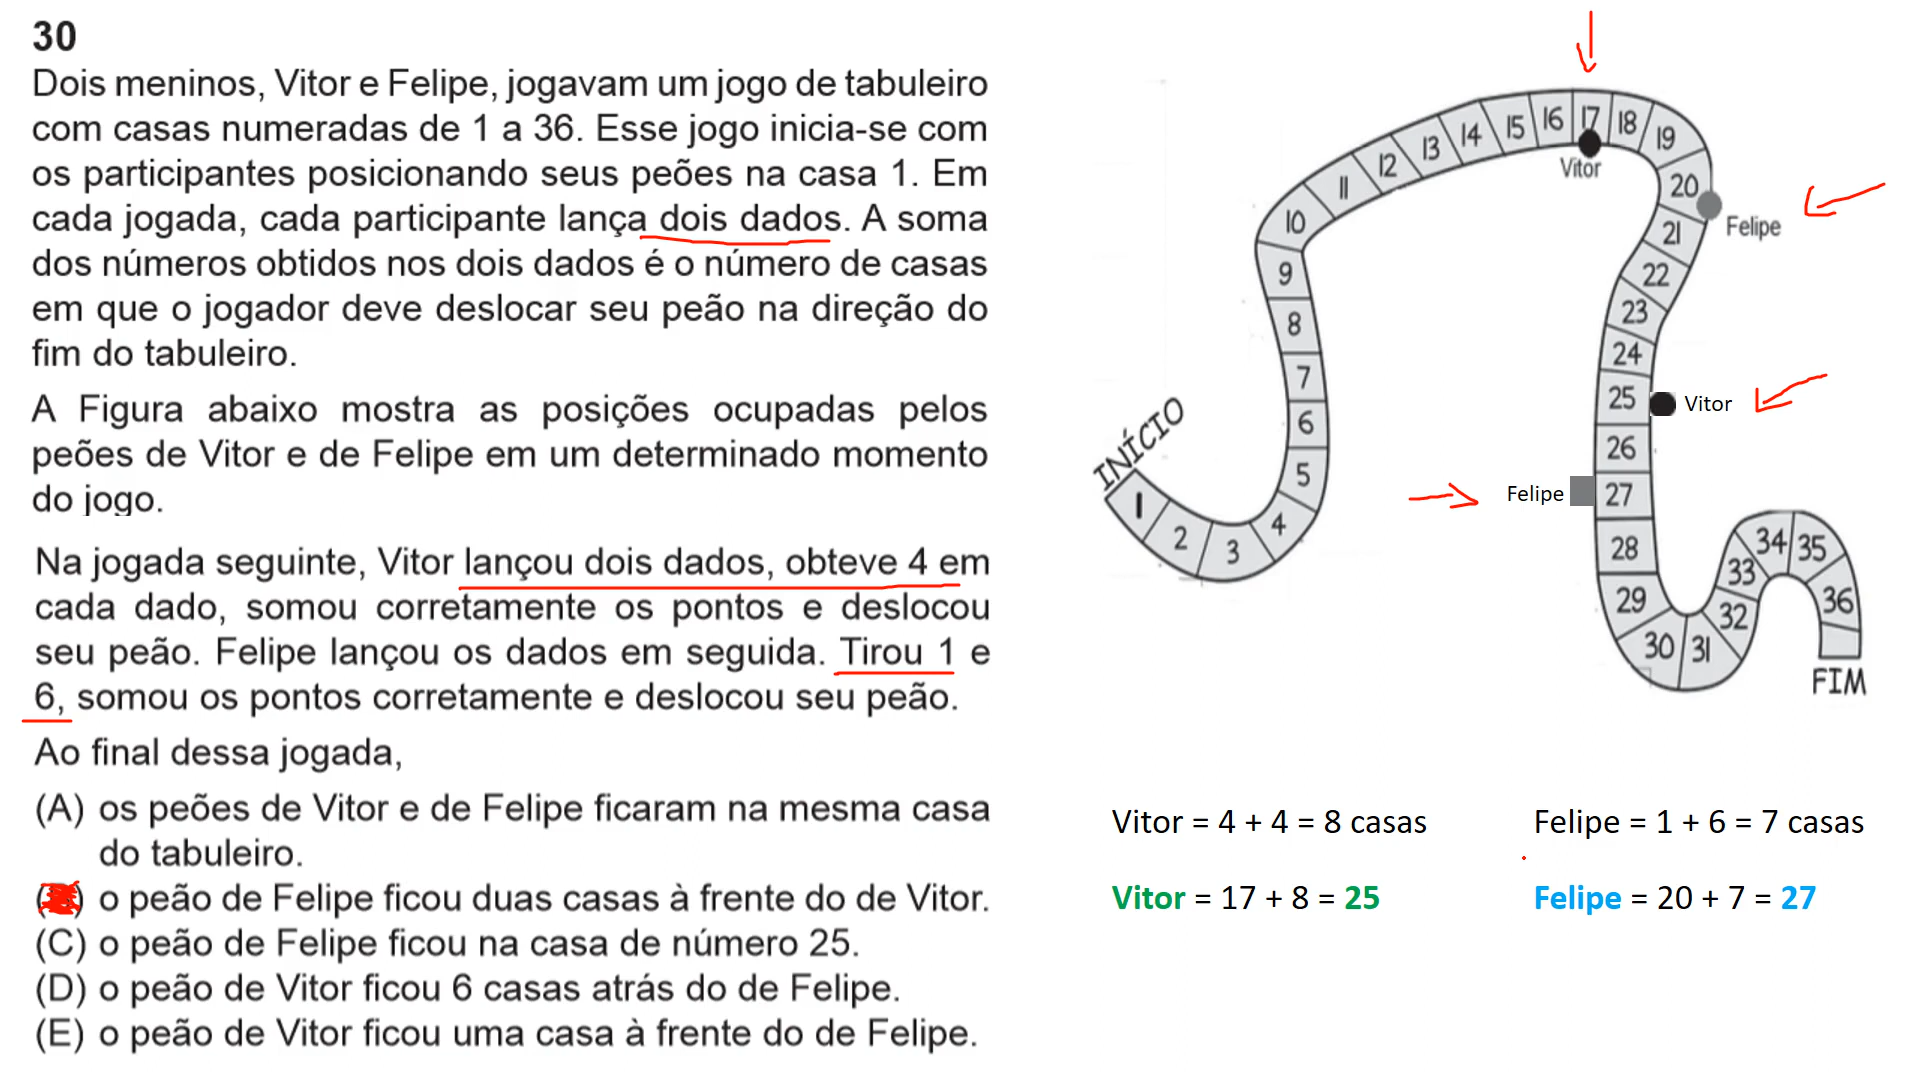 30
Dois meninos, Vitor e Felipe, jogavam um jogo de tabuleiro
com casas numeradas de 1 a 36. Esse jogo inicia-se com
os participantes posicionando seus peões na casa 1. Em
cada jogada, cada participante lança dois dados. A soma
dos números obtidos nos dois dados é o número de casas
em que o jogador deve deslocar seu peão na direção do
fim do tabuleiro.
A Figura abaixo mostra as posições ocupadas pelos
peões de Vitor e de Felipe em um determinado momento
do jogo.
Na jogada seguinte, Vitor lançou dois dados, obteve 4 em
cada dado, somou corretamente os pontos e deslocou
seu peão. Felipe lançou os dados em seguida. Tirou 1 e
6, somou os pontos corretamente e deslocou seu peão.
Ao final dessa jogada,
(A) os peões de Vitor e de Felipe ficaram na mesma casa
do tabuleiro.
o peão de Felipe ficou duas casas à frente do de Vitor.
(C) o peão de Felipe ficou na casa de número 25.
(D) o peão de Vitor ficou 6 casas atrás do de Felipe.
(E) o peão de Vitor ficou uma casa à frente do de Felipe.
INÍCIO
1
2
3
4
5
6
7
8
9
10
11
12
13
14
15
16
17
Vitor
18
19
20
Felipe
21
22
23
24
25
Vitor
26
Felipe
27
28
29
30
31
32
33
34
35
36
FIM
Vitor = 4 + 4 = 8 casas
Felipe = 1 + 6 = 7 casas
Vitor = 17 + 8 = 25
Felipe = 20 + 7 = 27